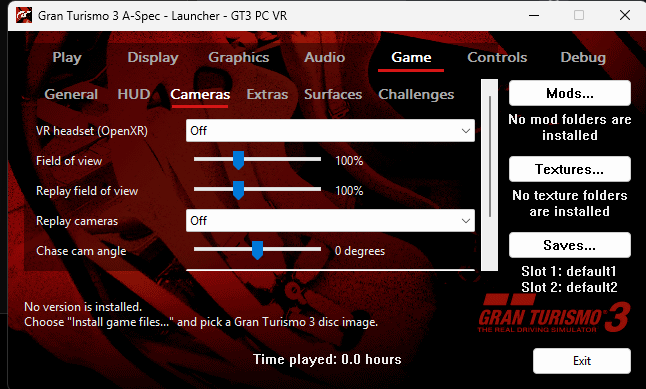 Gran Turismo 3 A-Spec - Launcher - GT3 PC VR
Play Display Graphics Audio Game Controls Debug
General HUD Cameras Extras Surfaces Challenges
VR headset (OpenXR) Off
Field of view 100%
Replay field of view 100%
Replay cameras Off
Chase cam angle 0 degrees
Mods...
No mod folders are
installed
Textures...
No texture folders
are installed
Saves...
Slot 1: default1
Slot 2: default2
No version is installed.
Choose "Install game files..." and pick a Gran Turismo 3 disc image.
GRAN TURISMO 3
THE REAL DRIVING SIMULATOR
Time played: 0.0 hours
Exit